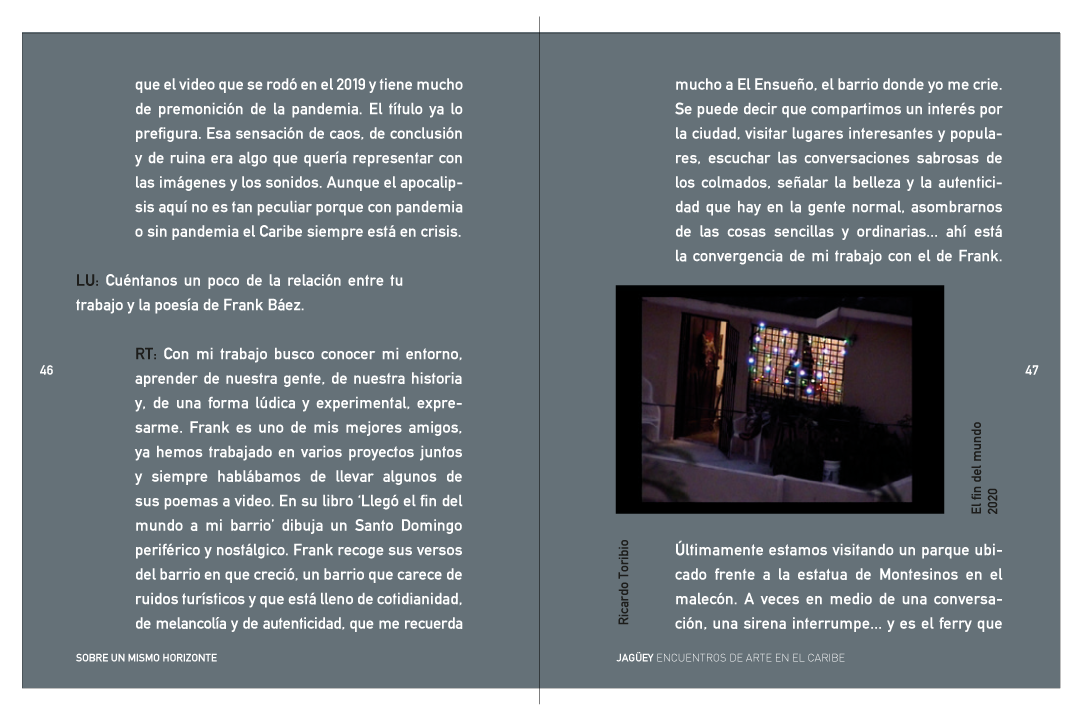 que el video que se rodó en el 2019 y tiene mucho
de premonición de la pandemia. El título ya lo
prefigura. Esa sensación de caos, de conclusión
y de ruina era algo que quería representar con
las imágenes y los sonidos. Aunque el apocalip-
sis aquí no es tan peculiar porque con pandemia
o sin pandemia el Caribe siempre está en crisis.
LU: Cuéntanos un poco de la relación entre tu
trabajo y la poesía de Frank Báez.
RT: Con mi trabajo busco conocer mi entorno,
aprender de nuestra gente, de nuestra historia
y, de una forma lúdica y experimental, expre-
sarme. Frank es uno de mis mejores amigos,
ya hemos trabajado en varios proyectos juntos
y siempre hablábamos de llevar algunos de
sus poemas a video. En su libro ‘Llegó el fin del
mundo a mi barrio’ dibuja un Santo Domingo
periférico y nostálgico. Frank recoge sus versos
del barrio en que creció, un barrio que carece de
ruidos turísticos y que está lleno de cotidianidad,
de melancolía y de autenticidad, que me recuerda
46
SOBRE UN MISMO HORIZONTE
mucho a El Ensueño, el barrio donde yo me crie.
Se puede decir que compartimos un interés por
la ciudad, visitar lugares interesantes y popula-
res, escuchar las conversaciones sabrosas de
los colmados, señalar la belleza y la autentici-
dad que hay en la gente normal, asombrarnos
de las cosas sencillas y ordinarias... ahí está
la convergencia de mi trabajo con el de Frank.
47
El fin del mundo
2020
Ricardo Toribio
Últimamente estamos visitando un parque ubi-
cado frente a la estatua de Montesinos en el
malecón. A veces en medio de una conversa-
ción, una sirena interrumpe... y es el ferry que
JAGÜEY ENCUENTROS DE ARTE EN EL CARIBE